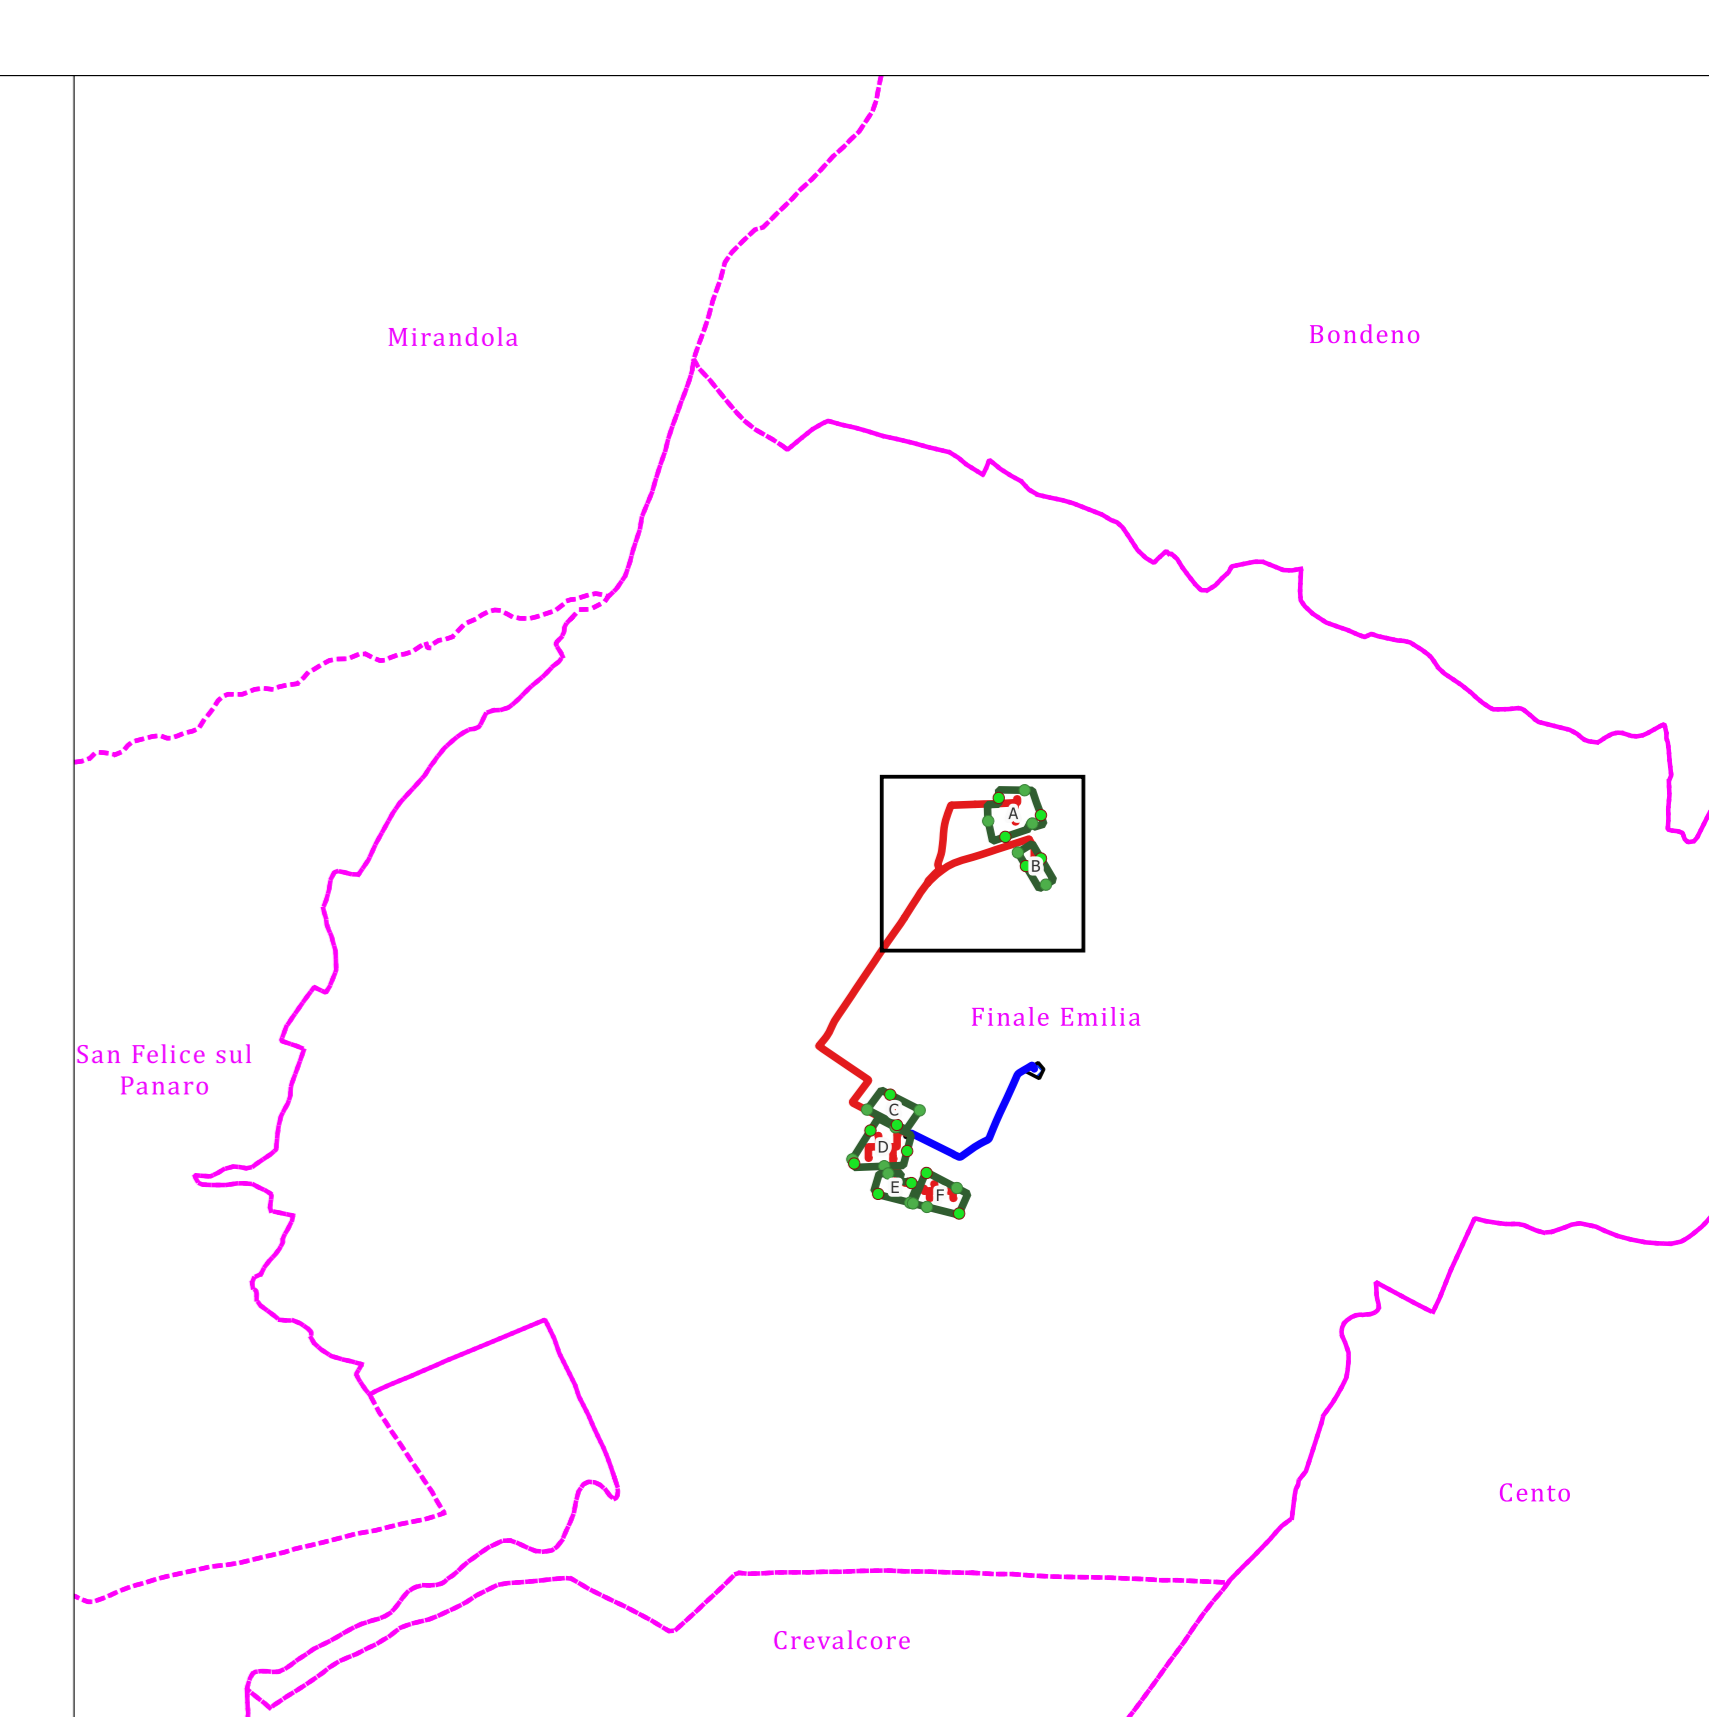 Mirandola
Bondeno
A
B
Finale Emilia
San Felice sul
Panaro
C
D
E
F
Cento
Crevalcore